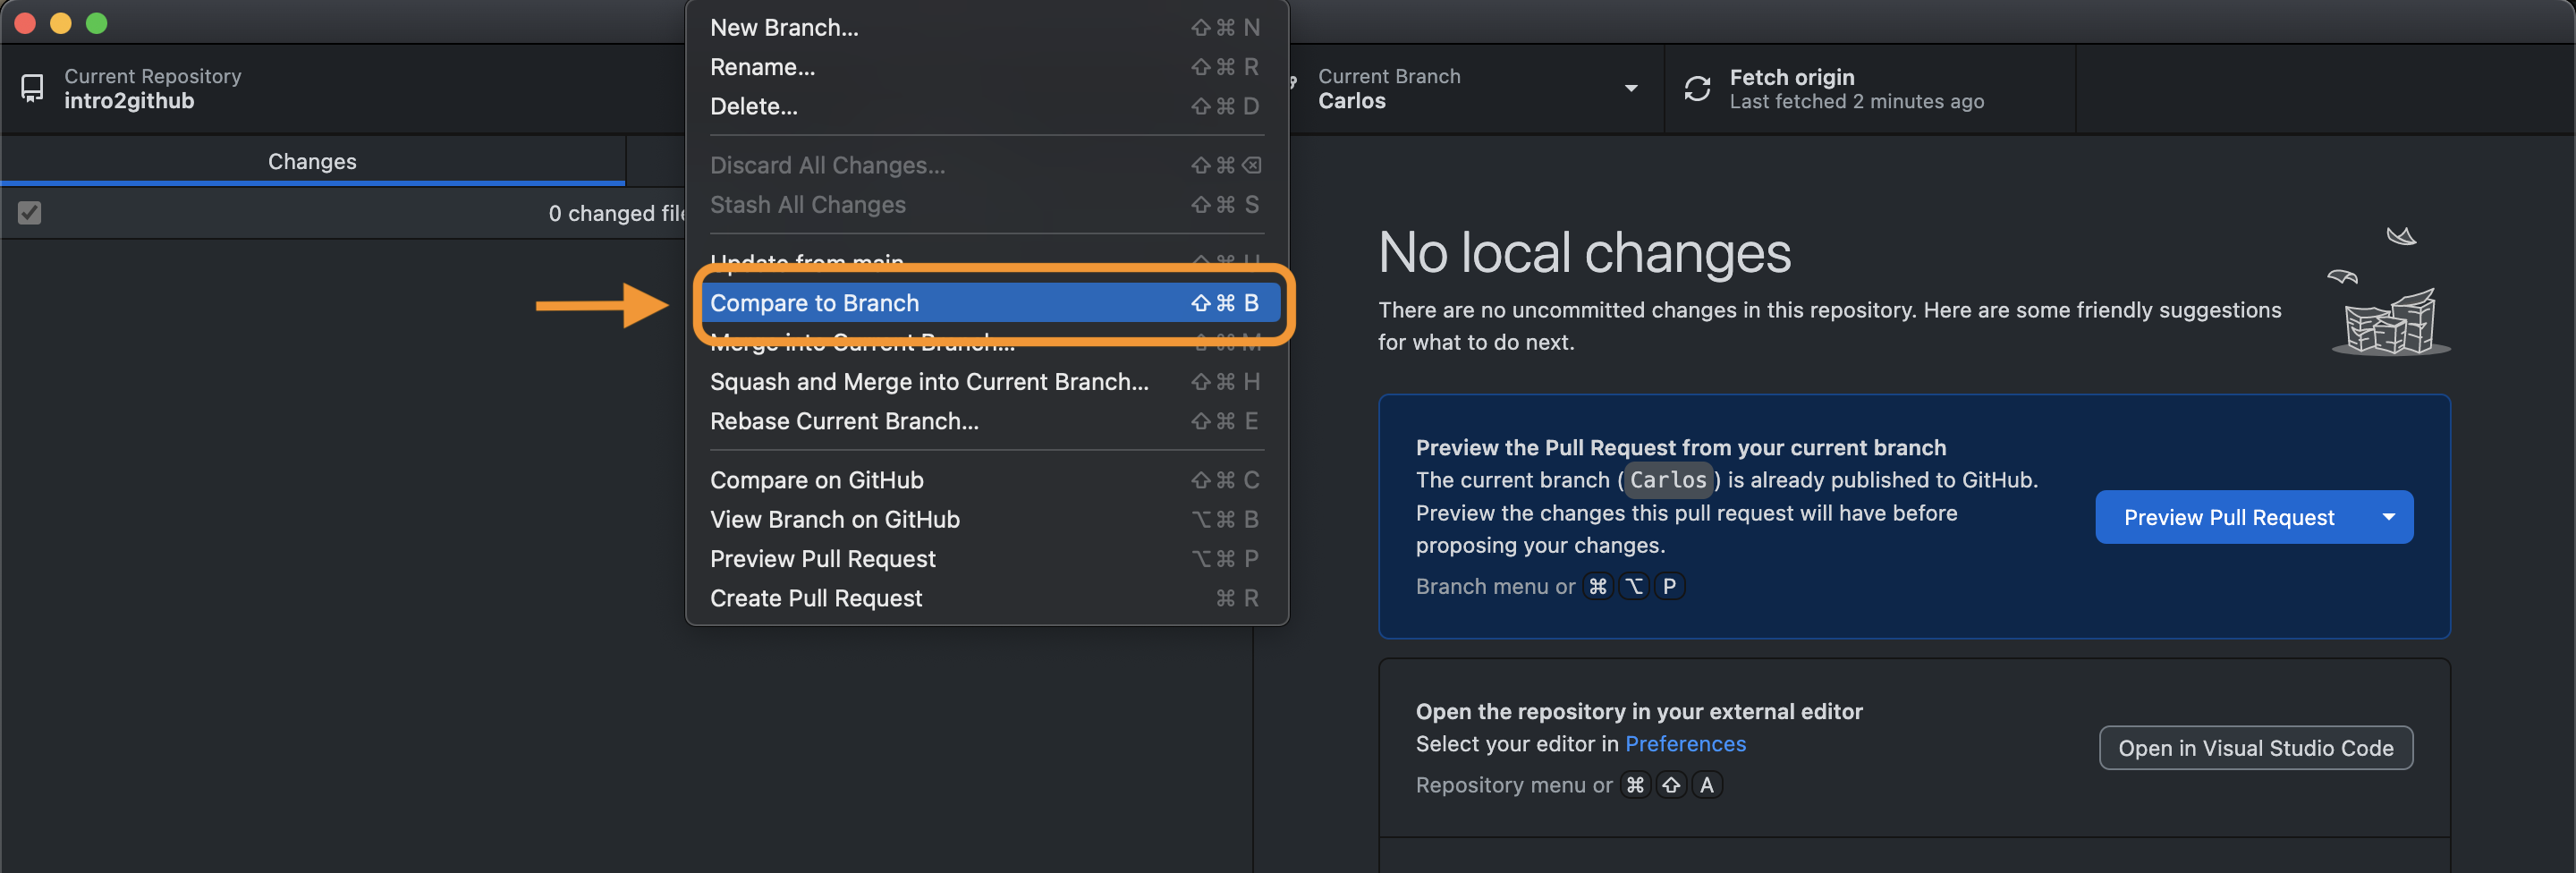 Current Repository
intro2github
Changes
0 changed file
New Branch... ⇧ ⌘ N
Rename... ⇧ ⌘ R
Delete... ⇧ ⌘ D
Discard All Changes... ⇧ ⌘ ⌫
Stash All Changes ⇧ ⌘ S
Update from main ⇧ ⌘ U
Compare to Branch ⇧ ⌘ B
Merge into Current Branch... ⇧ ⌘ M
Squash and Merge into Current Branch... ⇧ ⌘ H
Rebase Current Branch... ⇧ ⌘ E
Compare on GitHub ⇧ ⌘ C
View Branch on GitHub ⌥ ⌘ B
Preview Pull Request ⌥ ⌘ P
Create Pull Request ⌘ R
Current Branch
Carlos
Fetch origin
Last fetched 2 minutes ago
No local changes
There are no uncommitted changes in this repository. Here are some friendly suggestions
for what to do next.
Preview the Pull Request from your current branch
The current branch ( Carlos ) is already published to GitHub.
Preview the changes this pull request will have before
proposing your changes.
Branch menu or ⌘ ⌥ P
Preview Pull Request
Open the repository in your external editor
Select your editor in Preferences
Repository menu or ⌘ ⇧ A
Open in Visual Studio Code